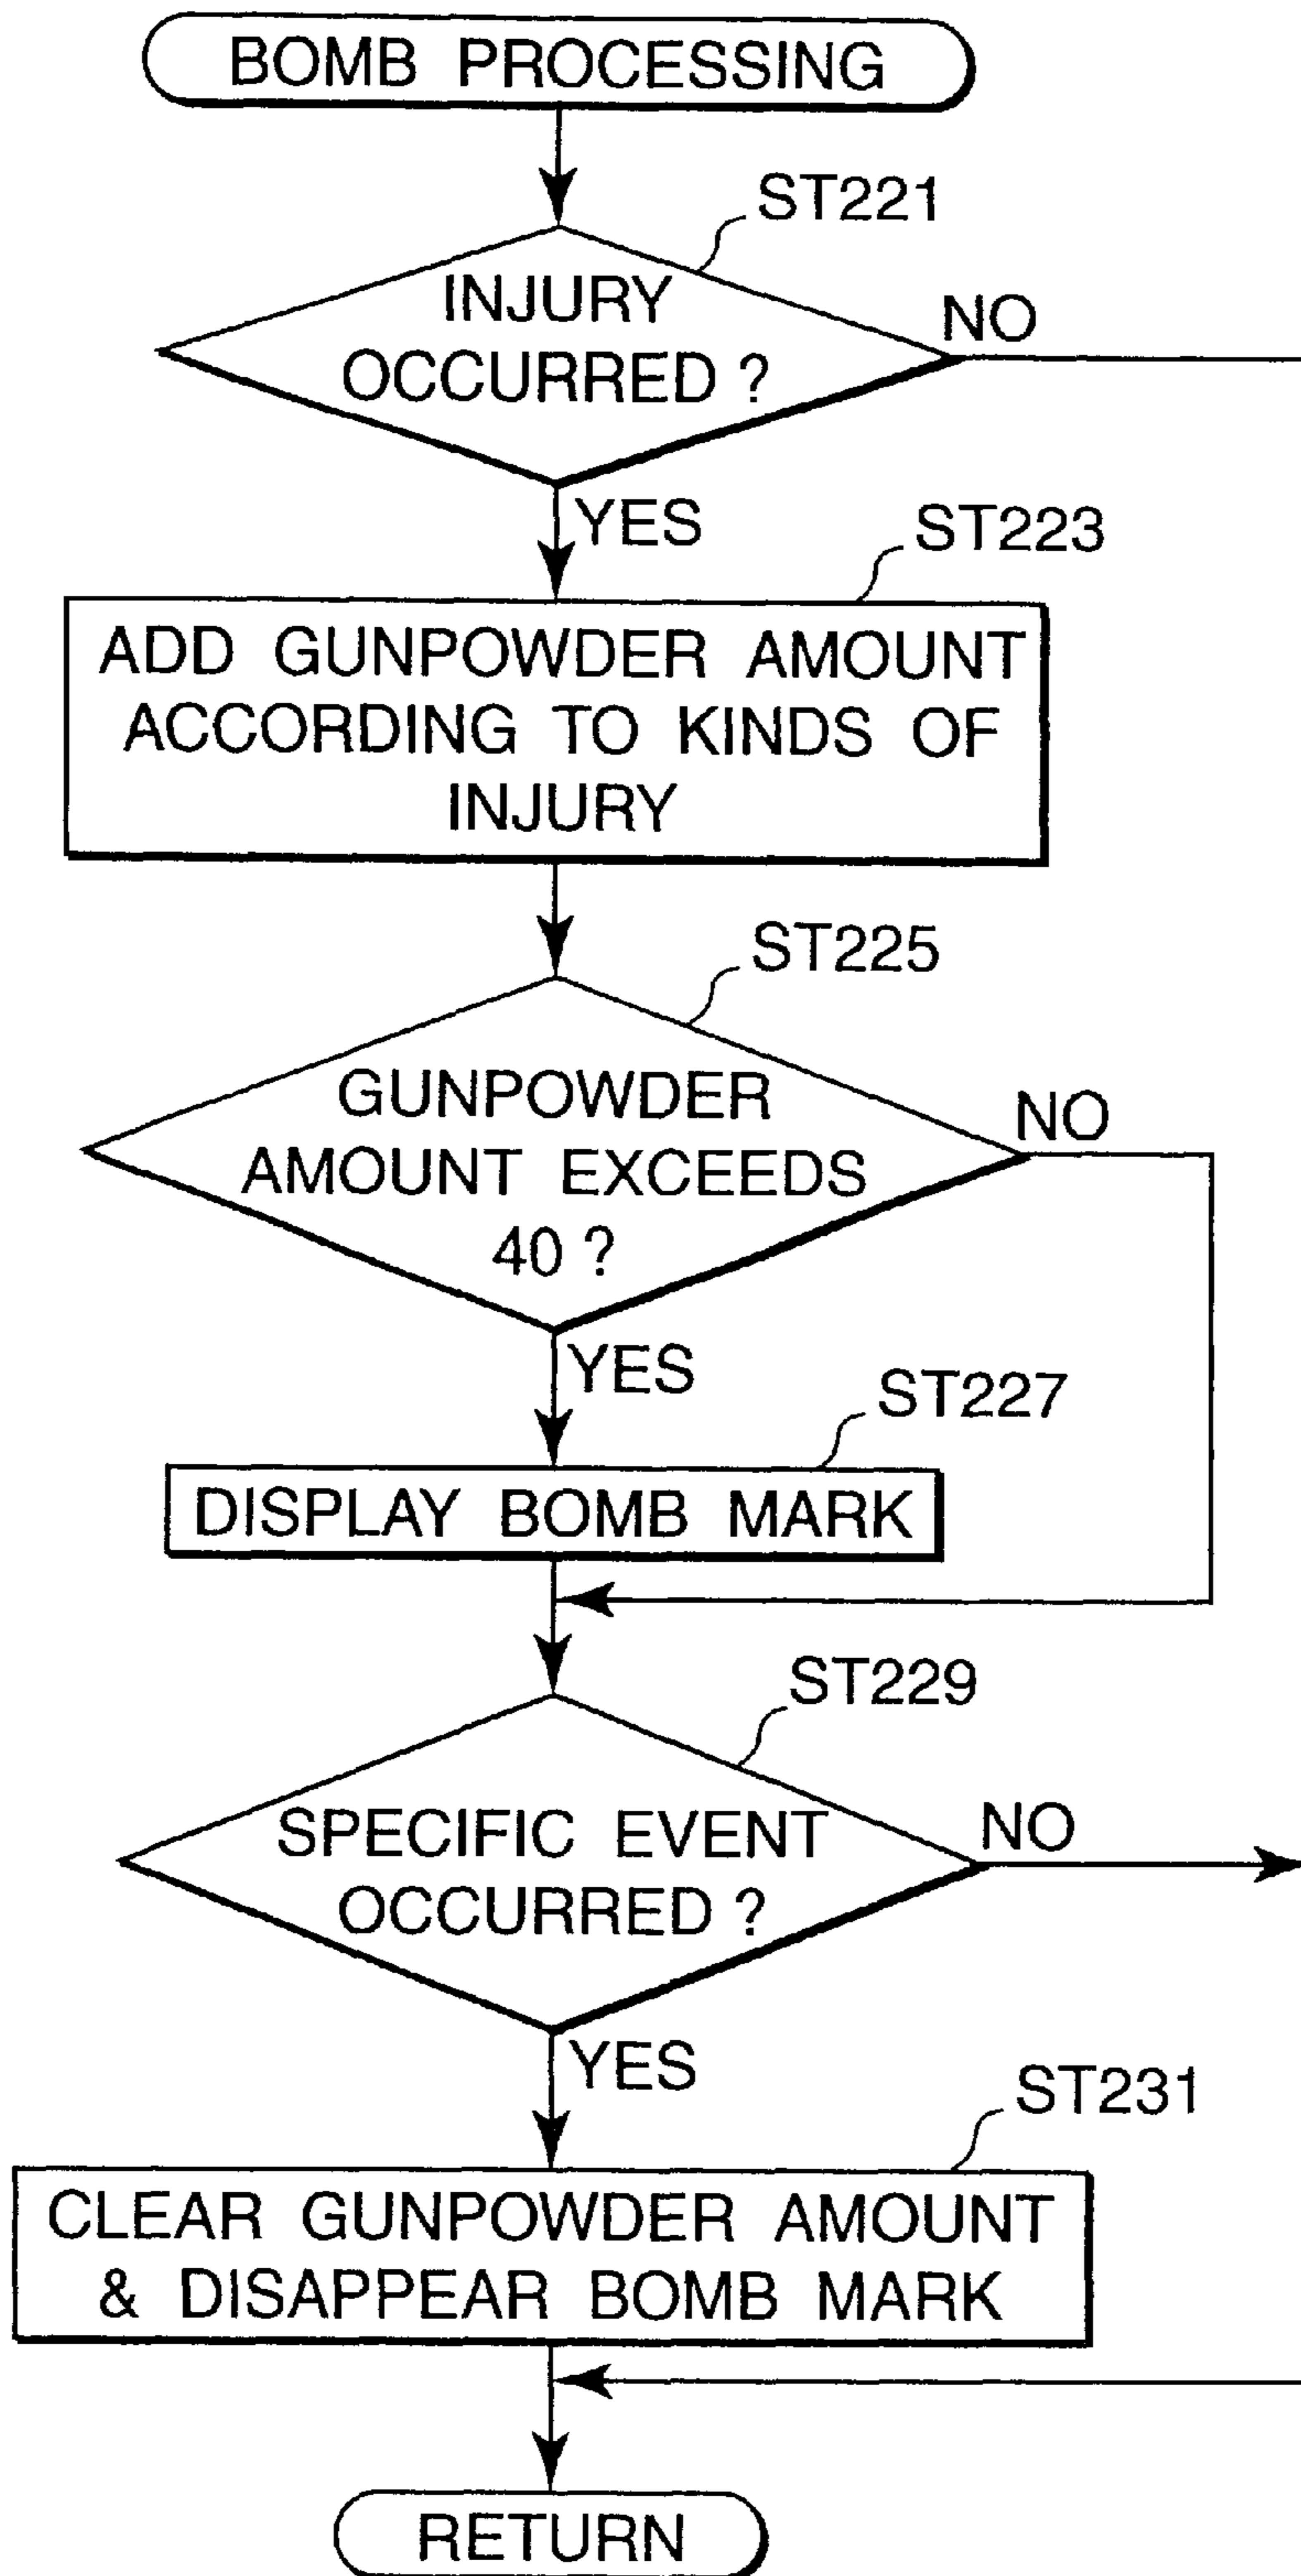 BOMB PROCESSING
ST221
INJURY
OCCURRED ?
NO
YES
ST223
ADD GUNPOWDER AMOUNT
ACCORDING TO KINDS OF
INJURY
ST225
GUNPOWDER
AMOUNT EXCEEDS
40 ?
NO
YES
ST227
DISPLAY BOMB MARK
ST229
SPECIFIC EVENT
OCCURRED ?
NO
YES
ST231
CLEAR GUNPOWDER AMOUNT
& DISAPPEAR BOMB MARK
RETURN